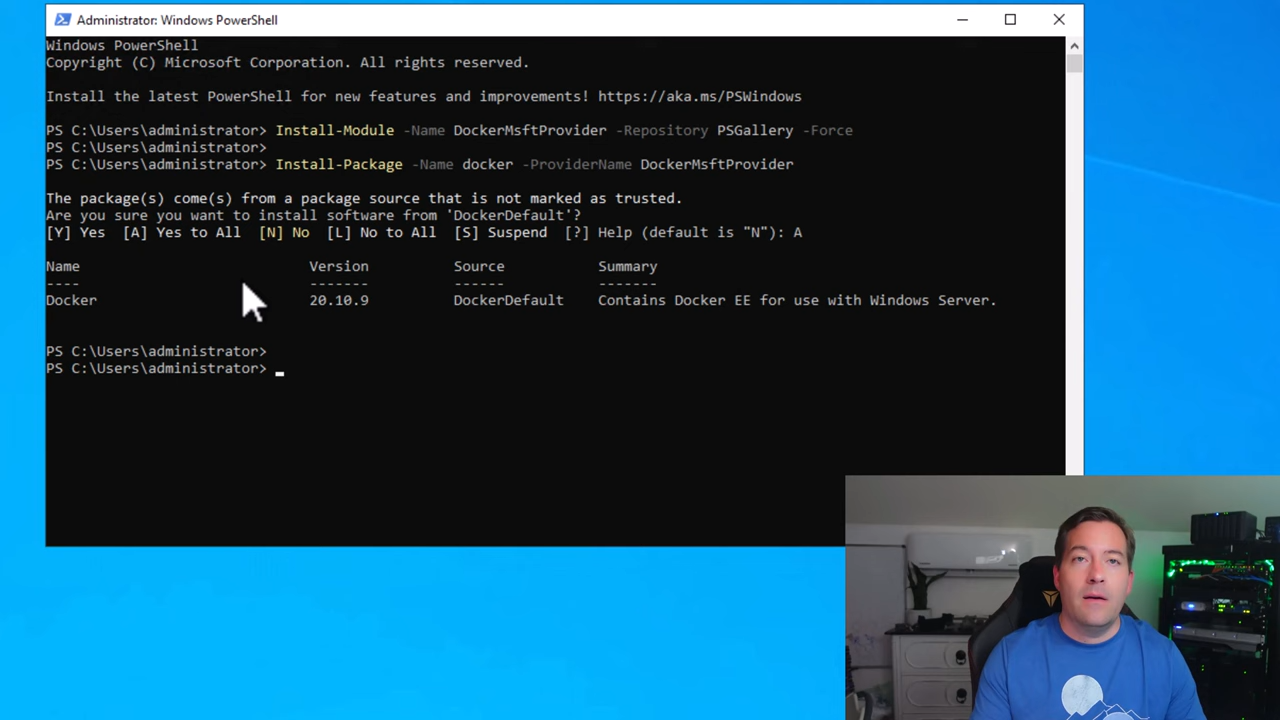 Administrator: Windows PowerShell
Windows PowerShell
Copyright (C) Microsoft Corporation. All rights reserved.
Install the latest PowerShell for new features and improvements! https://aka.ms/PSWindows
PS C:\Users\administrator> Install-Module -Name DockerMsftProvider -Repository PSGallery -Force
PS C:\Users\administrator>
PS C:\Users\administrator> Install-Package -Name docker -ProviderName DockerMsftProvider
The package(s) come(s) from a package source that is not marked as trusted.
Are you sure you want to install software from 'DockerDefault'?
[Y] Yes  [A] Yes to All  [N] No  [L] No to All  [S] Suspend  [?] Help (default is "N"): A
Name                           Version          Source           Summary
----                           -------          ------           -------
Docker                         20.10.9          DockerDefault    Contains Docker EE for use with Windows Server.
PS C:\Users\administrator>
PS C:\Users\administrator> _